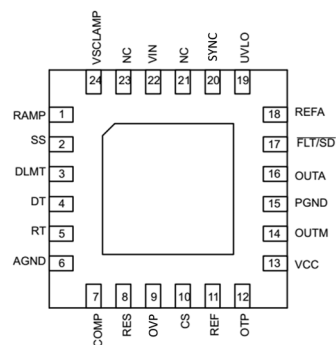 VSCLAMP NC VIN NC SYNC UVLO
24 23 22 21 20 19
RAMP 1
SS 2
DLMT 3
DT 4
RT 5
AGND 6
18 REFA
17 FLT/SD
16 OUTA
15 PGND
14 OUTM
13 VCC
7 8 9 10 11 12
COMP RES OVP CS REF OTP